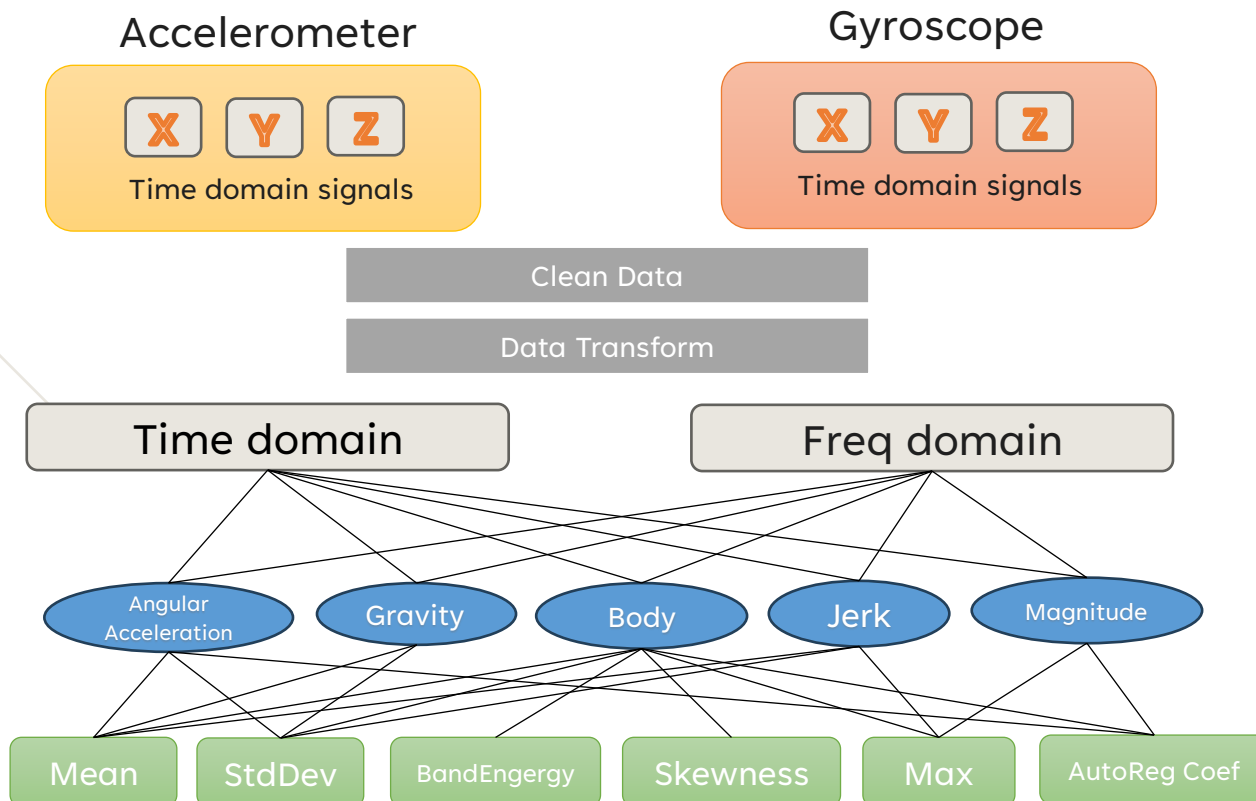 Accelerometer
Gyroscope
X Y Z
Time domain signals
X Y Z
Time domain signals
Clean Data
Data Transform
Time domain
Freq domain
Angular
Acceleration
Gravity
Body
Jerk
Magnitude
Mean
StdDev
BandEngergy
Skewness
Max
AutoReg Coef